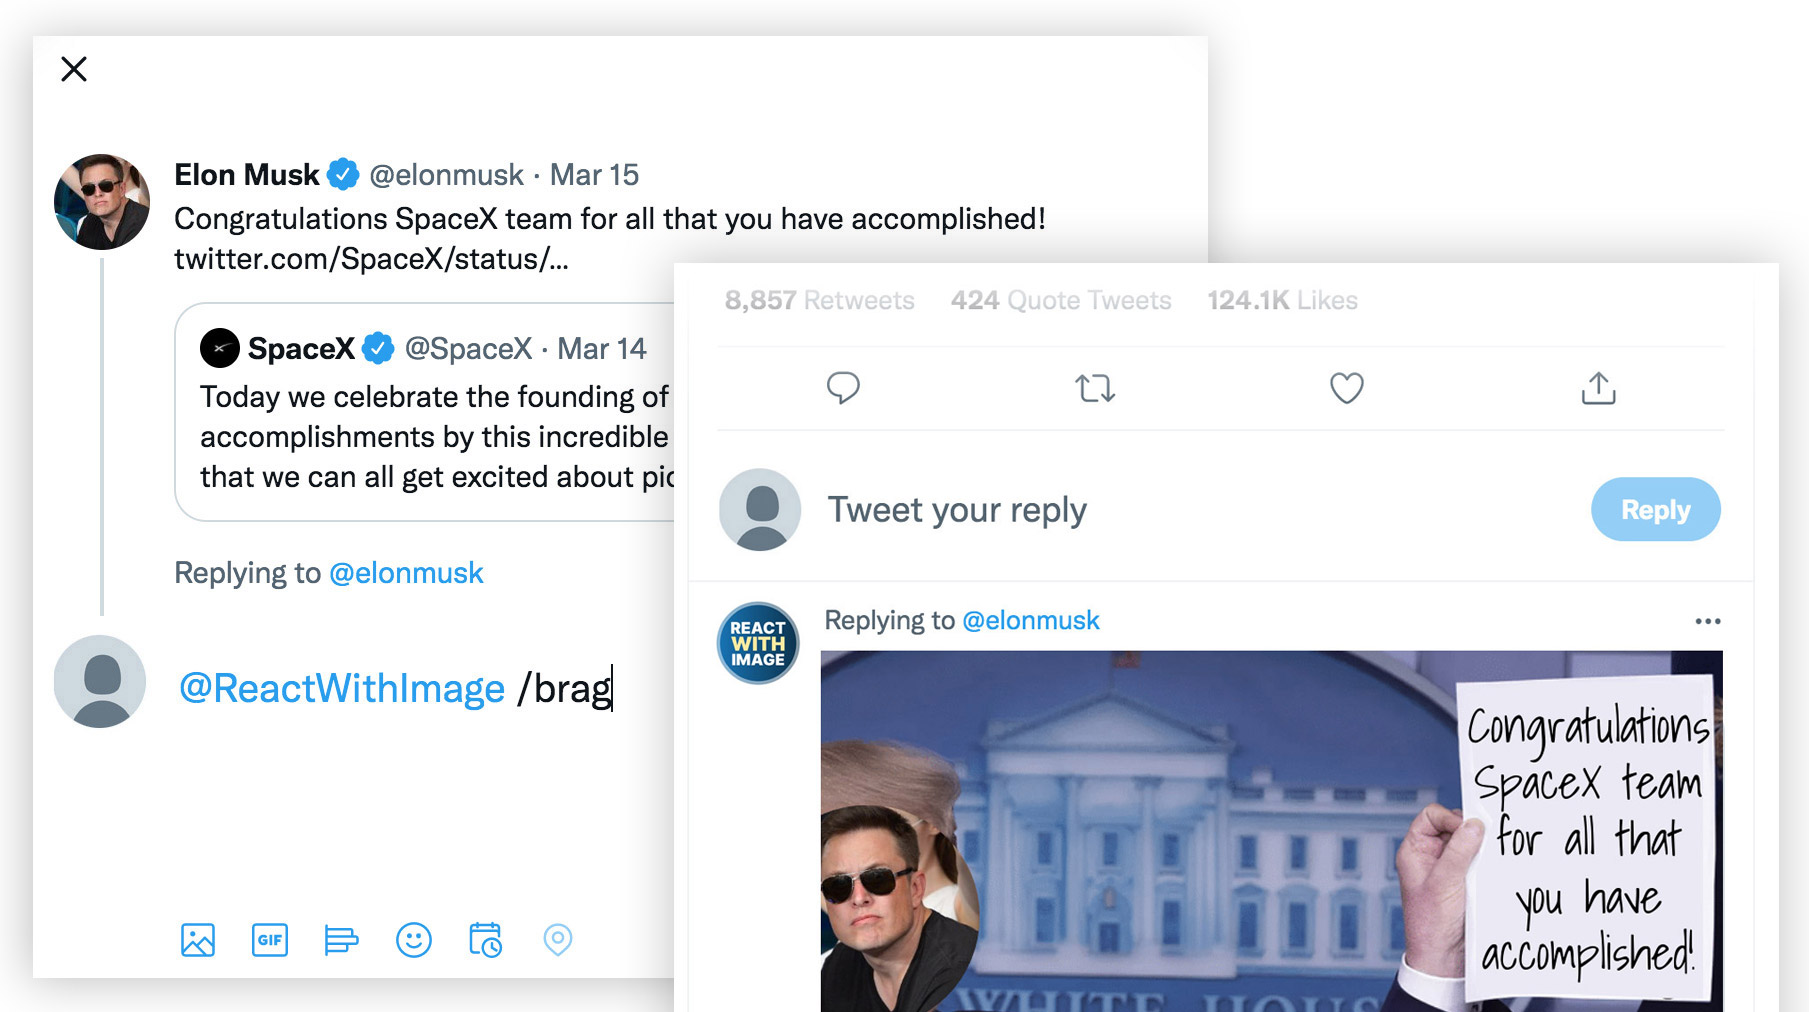 Elon Musk @elonmusk · Mar 15
Congratulations SpaceX team for all that you have accomplished!
twitter.com/SpaceX/status/...
SpaceX @SpaceX · Mar 14
Today we celebrate the founding of
accomplishments by this incredible
that we can all get excited about
Replying to @elonmusk
@ReactWithImage /brag
GIF
8,857 Retweets 424 Quote Tweets 124.1K Likes
Tweet your reply
Reply
REACT
WITH
IMAGE
Replying to @elonmusk
Congratulations
SpaceX team
for all that
you have
accomplished!
WHITE HOUS